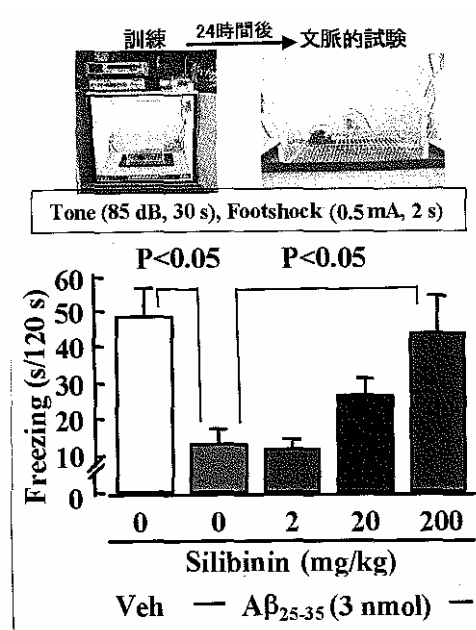 訓練 24時間後 文脈的試験
Tone (85 dB, 30 s), Footshock (0.5 mA, 2 s)
P<0.05 P<0.05
Freezing (s/120 s)
60
50
40
30
20
10
0
0 0 2 20 200
Silibinin (mg/kg)
Veh — Aβ25-35 (3 nmol) —